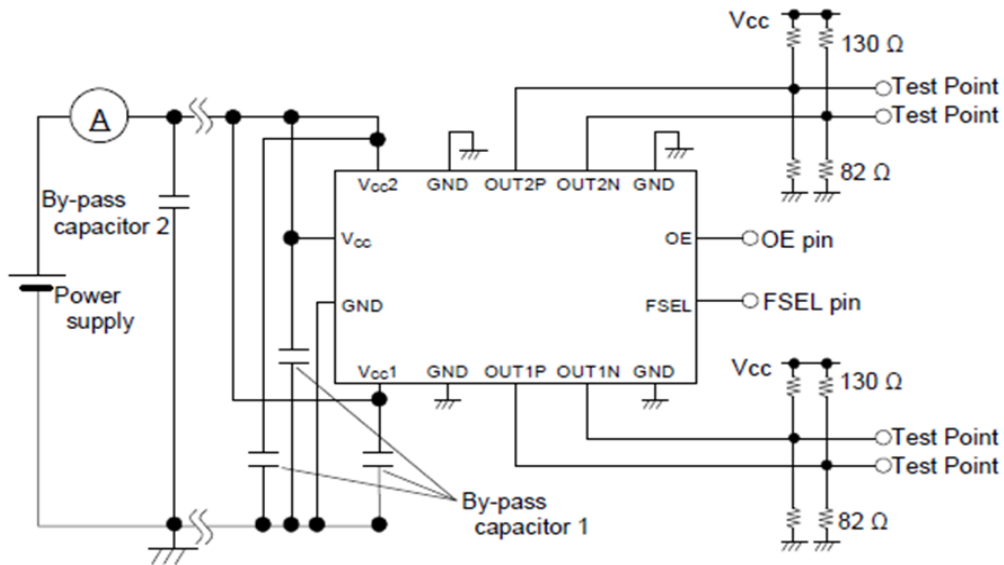 Vcc
130 Ω
A
Test Point
Test Point
82 Ω
By-pass
capacitor 2
Vcc2 GND OUT2P OUT2N GND
Vcc OE
OE pin
Power
supply
GND FSEL
FSEL pin
Vcc1 GND OUT1P OUT1N GND
Vcc
130 Ω
Test Point
Test Point
By-pass
capacitor 1
82 Ω